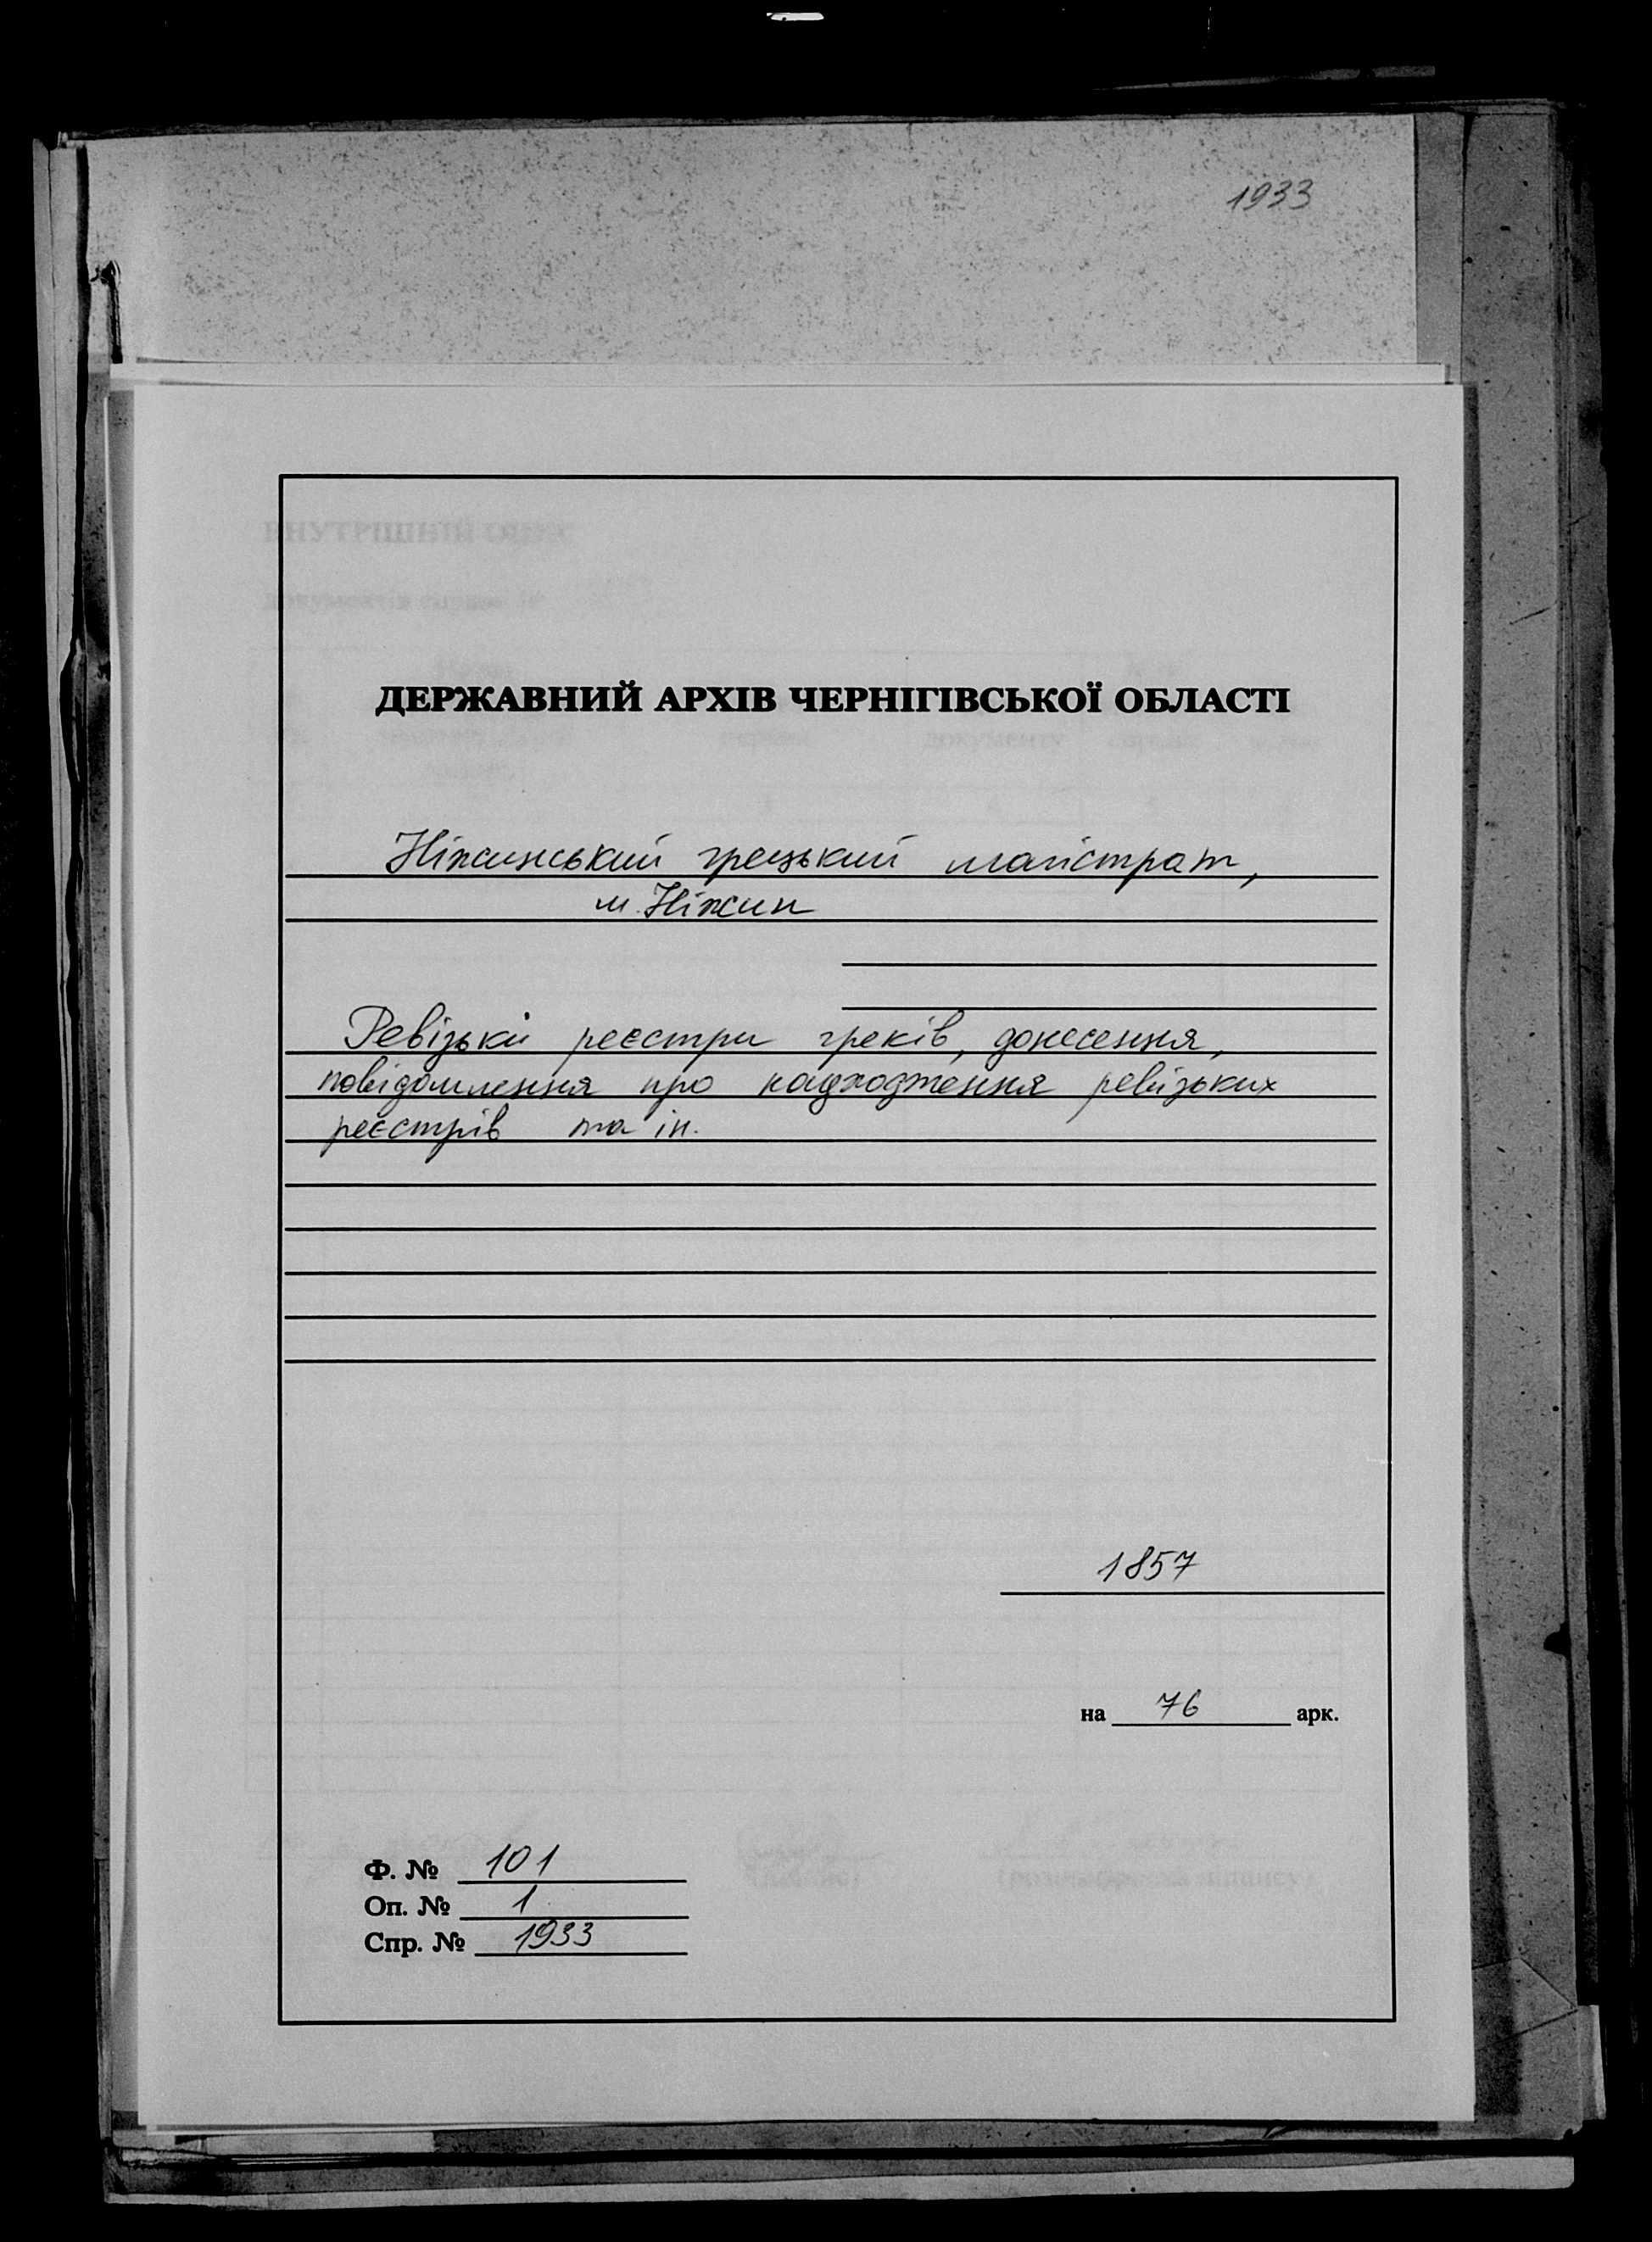 1933
ДЕРЖАВНИЙ АРХІВ ЧЕРНІГІВСЬКОЇ ОБЛАСТІ
Ніжинський грецький магістрат,
м. Ніжин
Ревізькі реєстри греків, донесення,
повідомлення про надходження ревізьких
реєстрів та ін.
1857
на 76 арк.
Ф. № 101
Оп. № 1
Спр. № 1933